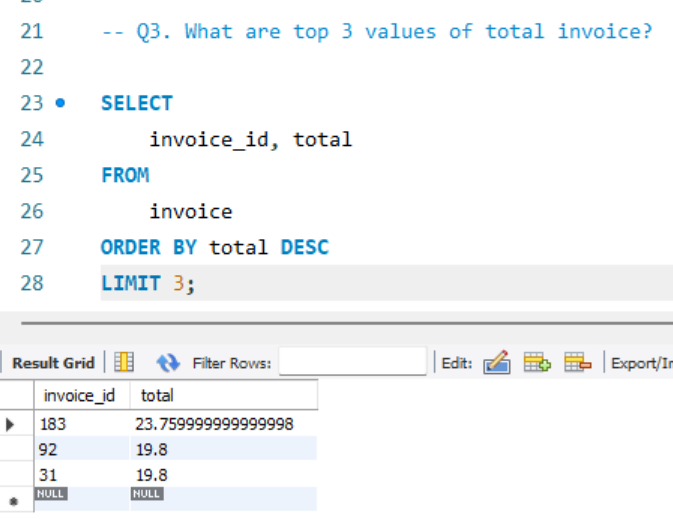 21 -- Q3. What are top 3 values of total invoice?
22
23 SELECT
24 invoice_id, total
25 FROM
26 invoice
27 ORDER BY total DESC
28 LIMIT 3;
Result Grid Filter Rows: Edit: Export/I
invoice_id total
183 23.759999999999998
92 19.8
31 19.8
NULL NULL